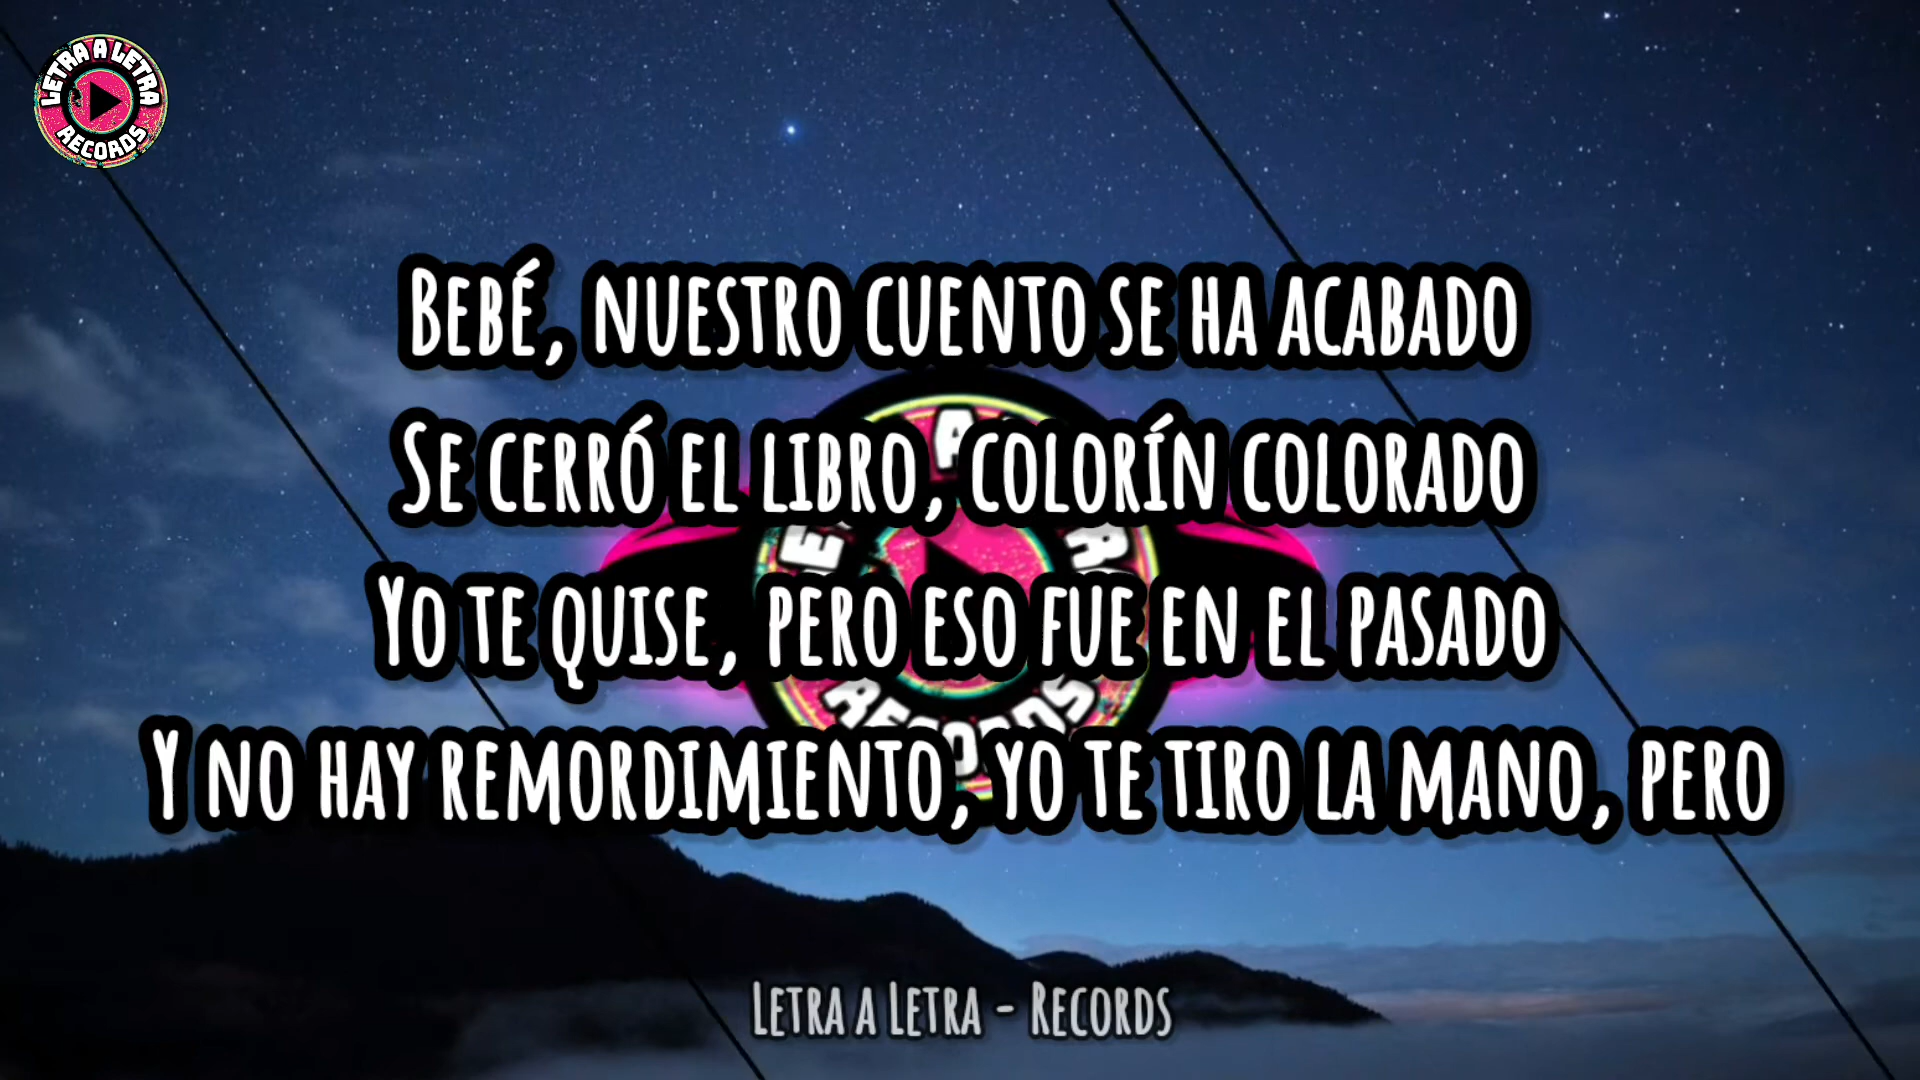 LETRA A LETRA
RECORDS
Bebé, nuestro cuento se ha acabado
Se cerró el libro, colorín colorado
Yo te quise, pero eso fue en el pasado
Y no hay remordimiento, yo te tiro la mano, pero
RECORDS
Letra a Letra - Records